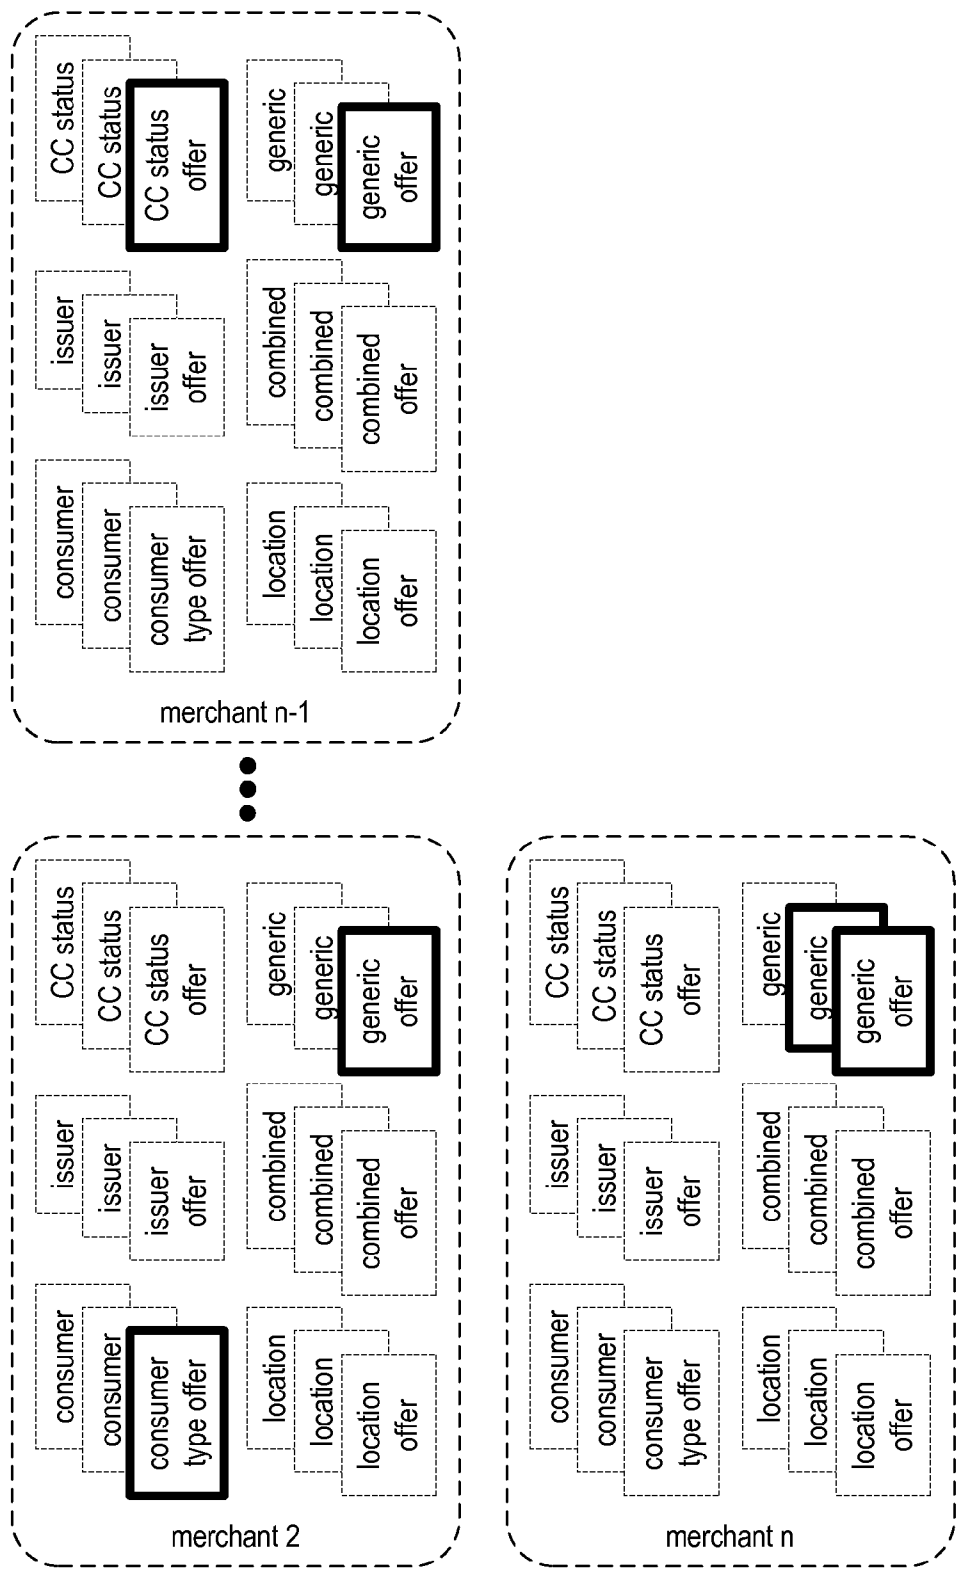 consumer
consumer
consumer
type offer
issuer
issuer
issuer
offer
CC status
CC status
CC status
offer
location
location
location
offer
combined
combined
combined
offer
generic
generic
generic
offer
merchant 2
consumer
consumer
consumer
type offer
issuer
issuer
issuer
offer
CC status
CC status
CC status
offer
location
location
location
offer
combined
combined
combined
offer
generic
generic
generic
offer
merchant n-1
consumer
consumer
consumer
type offer
issuer
issuer
issuer
offer
CC status
CC status
CC status
offer
location
location
location
offer
combined
combined
combined
offer
generic
generic
generic
offer
merchant n